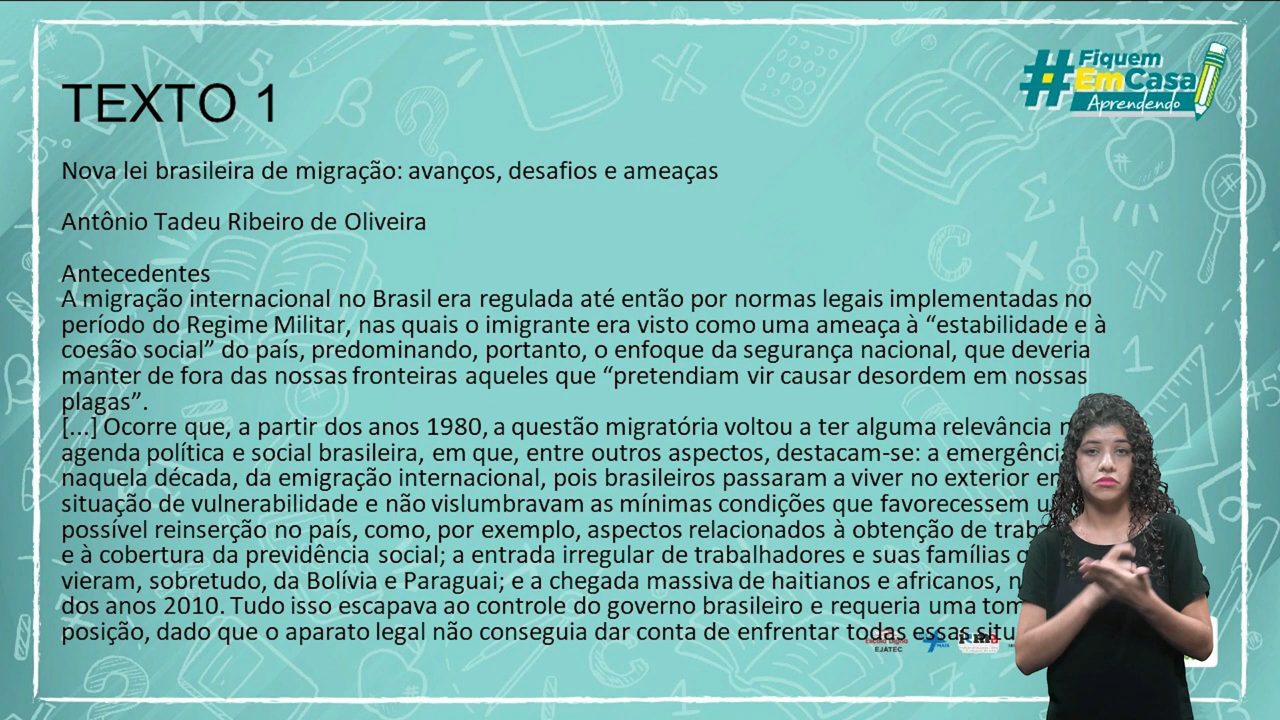 TEXTO 1
#Fiquem
EmCasa
Aprendendo
Nova lei brasileira de migração: avanços, desafios e ameaças
Antônio Tadeu Ribeiro de Oliveira
Antecedentes
A migração internacional no Brasil era regulada até então por normas legais implementadas no
período do Regime Militar, nas quais o imigrante era visto como uma ameaça à “estabilidade e à
coesão social” do país, predominando, portanto, o enfoque da segurança nacional, que deveria
manter de fora das nossas fronteiras aqueles que “pretendiam vir causar desordem em nossas
plagas”.
[...] Ocorre que, a partir dos anos 1980, a questão migratória voltou a ter alguma relevância
agenda política e social brasileira, em que, entre outros aspectos, destacam-se: a
naquela década, da emigração internacional, pois brasileiros passaram a viver no exterior
situação de vulnerabilidade e não vislumbravam as mínimas condições que favorecessem
possível reinserção no país, como, por exemplo, aspectos relacionados à obtenção de
e à cobertura da previdência social; a entrada irregular de trabalhadores e suas famílias
vieram, sobretudo, da Bolívia e Paraguai; e a chegada massiva de haitianos e africanos,
dos anos 2010. Tudo isso escapava ao controle do governo brasileiro e requeria uma
posição, dado que o aparato legal não conseguia dar conta de enfrentar todas essas
Escola Digna
EJATEC
MAIS